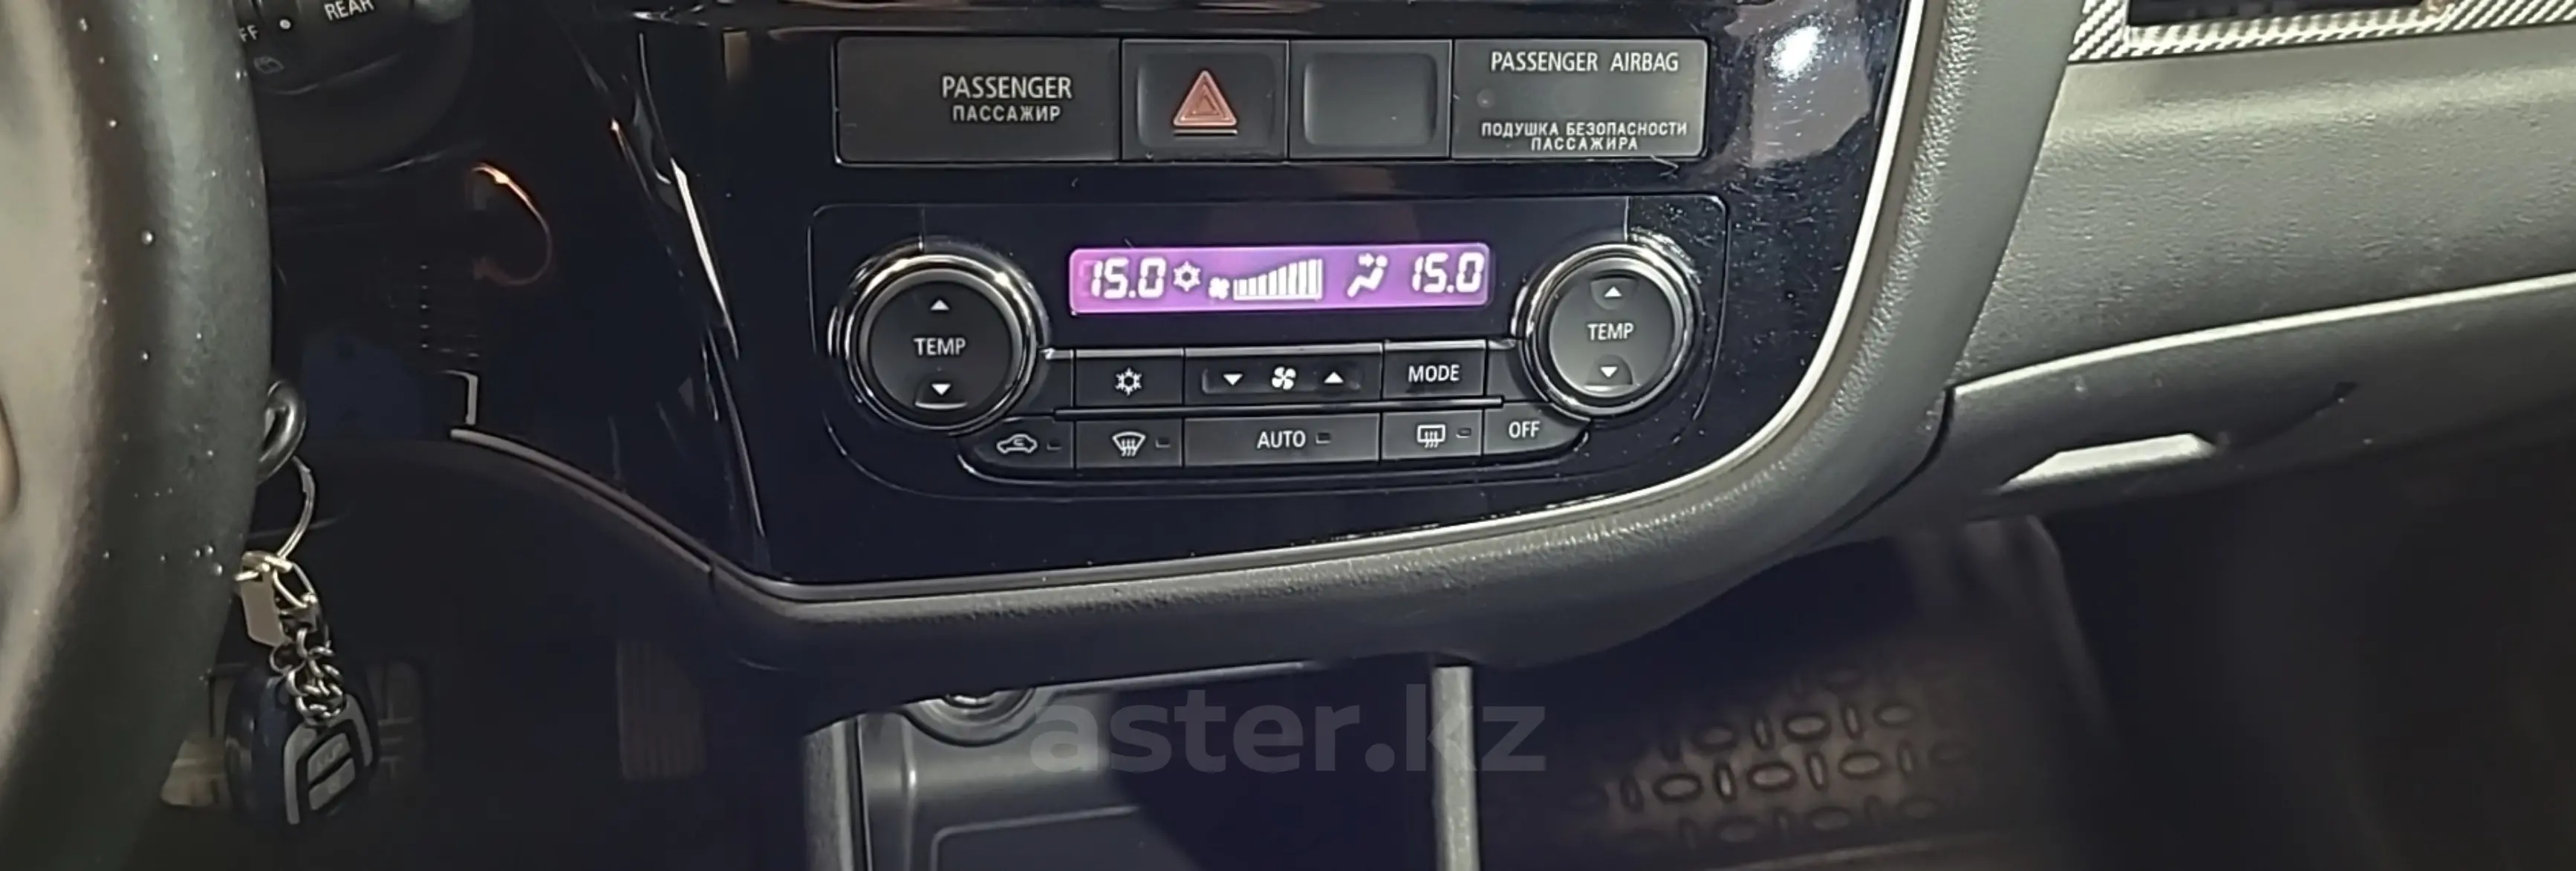 FF REAR
PASSENGER
ПАССАЖИР
PASSENGER AIRBAG
ПОДУШКА БЕЗОПАСНОСТИ
ПАССАЖИРА
15.0 15.0
TEMP
TEMP
MODE
AUTO
OFF
aster.kz